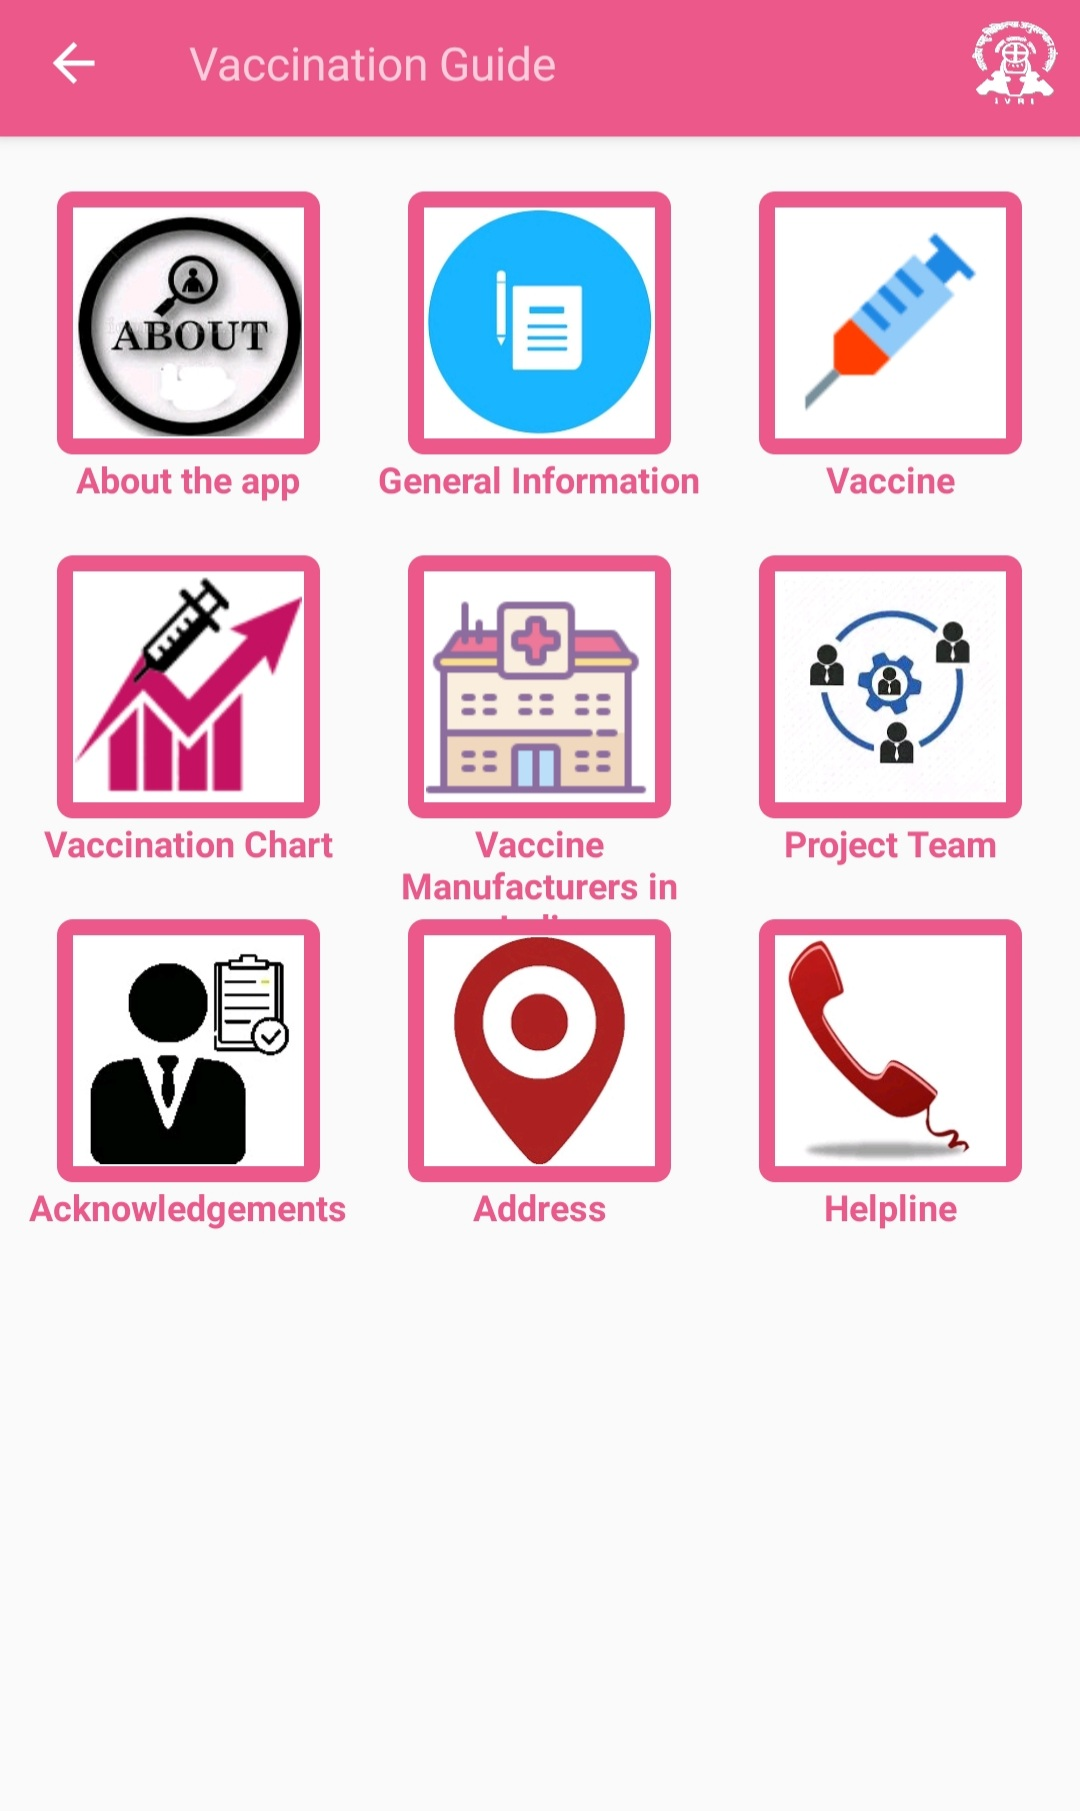 Vaccination Guide
IVRI
ABOUT
About the app
General Information
Vaccine
Vaccination Chart
Vaccine
Manufacturers in
Project Team
Acknowledgements
Address
Helpline